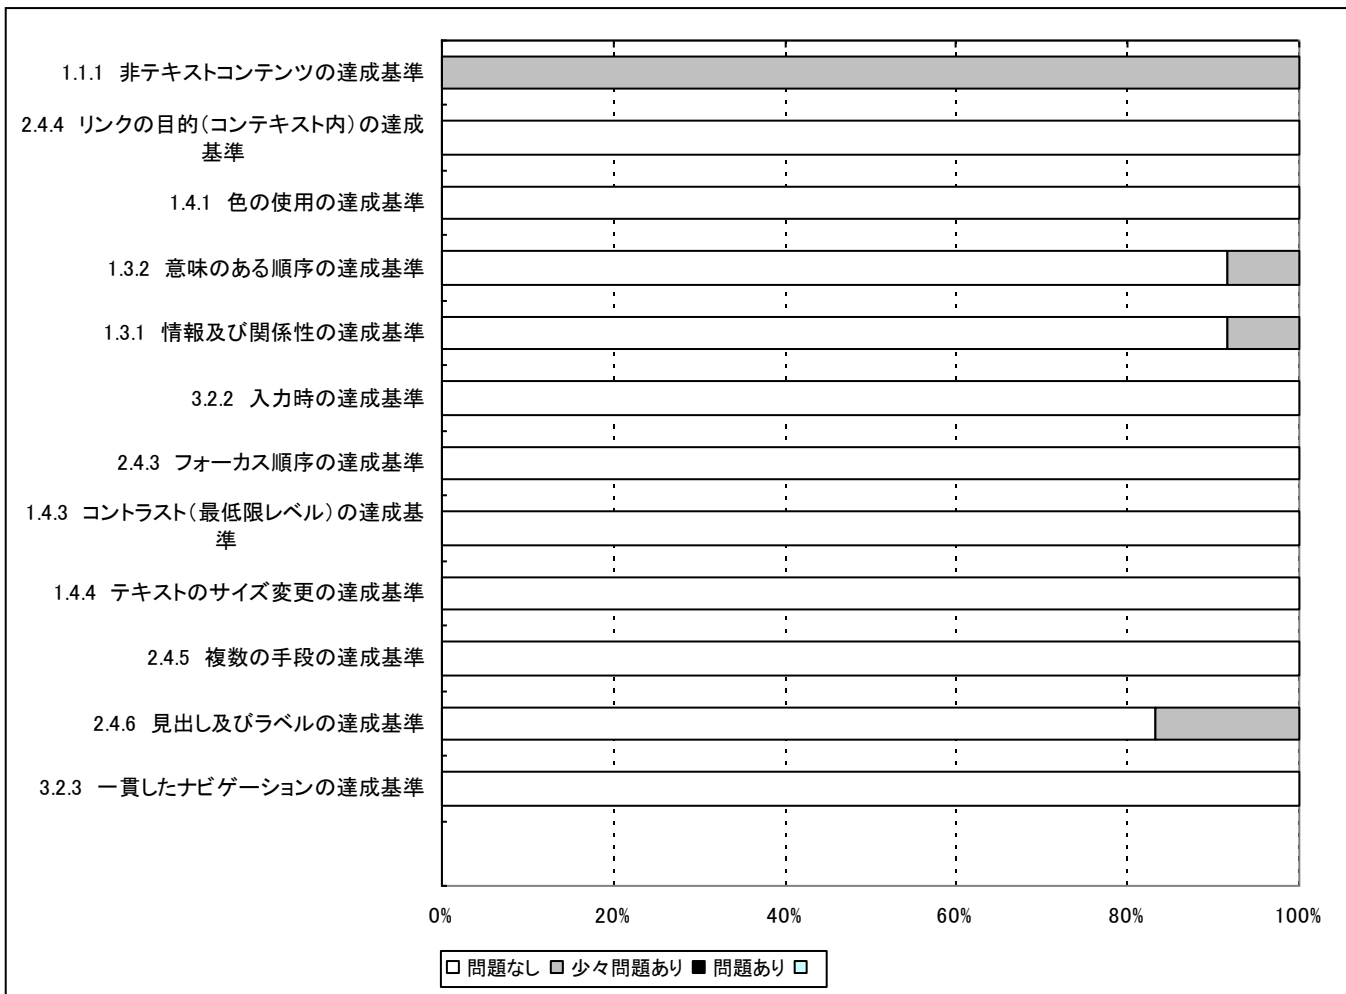 1.1.1 非テキストコンテンツの達成基準
2.4.4 リンクの目的(コンテキスト内)の達成
基準
1.4.1 色の使用の達成基準
1.3.2 意味のある順序の達成基準
1.3.1 情報及び関係性の達成基準
3.2.2 入力時の達成基準
2.4.3 フォーカス順序の達成基準
1.4.3 コントラスト(最低限レベル)の達成基
準
1.4.4 テキストのサイズ変更の達成基準
2.4.5 複数の手段の達成基準
2.4.6 見出し及びラベルの達成基準
3.2.3 一貫したナビゲーションの達成基準
0% 20% 40% 60% 80% 100%
問題なし 少々問題あり 問題あり